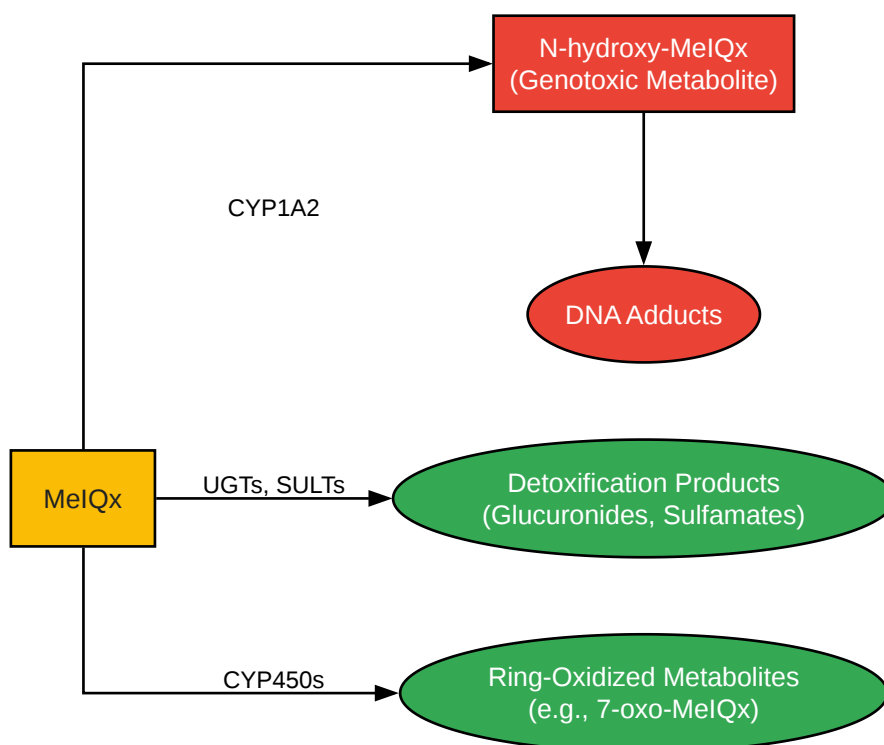 N-hydroxy-MeIQx
(Genotoxic Metabolite)
CYP1A2
DNA Adducts
MeIQx
UGTs, SULTs
Detoxification Products
(Glucuronides, Sulfamates)
CYP450s
Ring-Oxidized Metabolites
(e.g., 7-oxo-MeIQx)